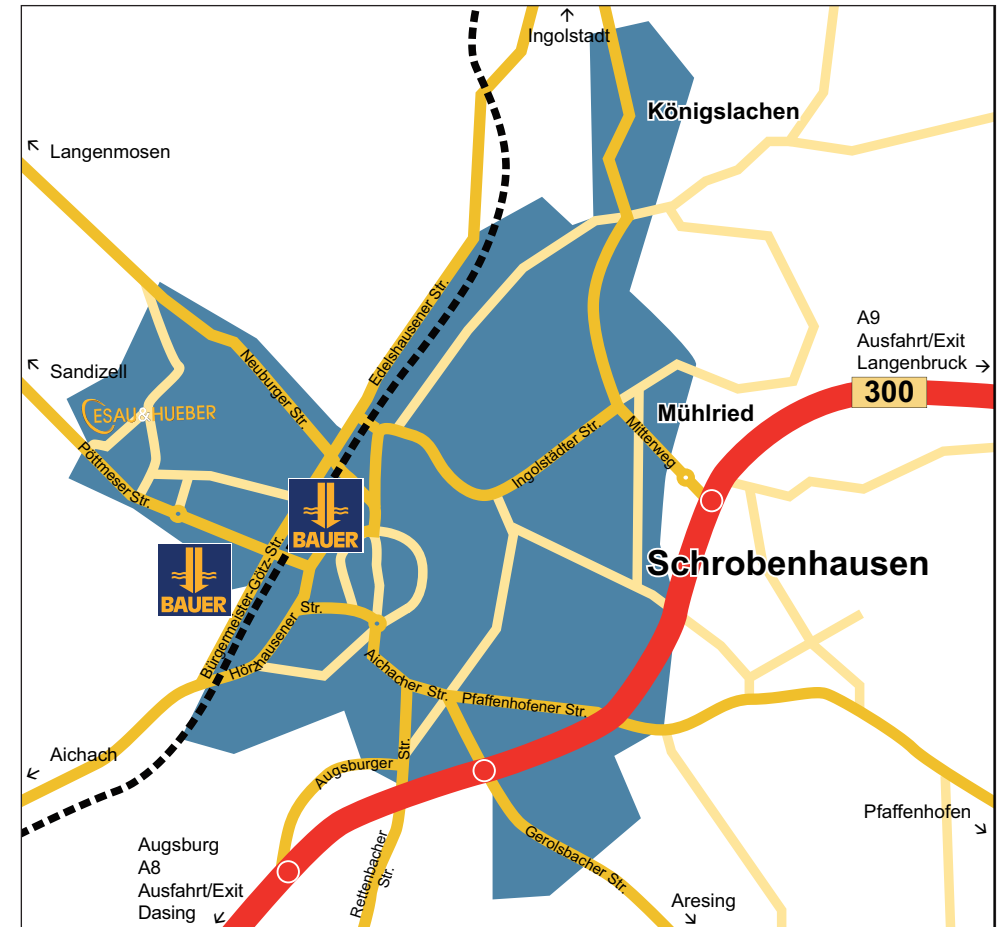 Ingolstadt
Königslachen
Langenmosen
A9
Ausfahrt/Exit
Langenbruck
300
Sandizell
ESAU&HUEBER
Edelshausener Str.
Neuburger Str.
Mühlried
Mitterweg
Ingolstädter Str.
Pöttmeser Str.
BAUER
BAUER
Schrobenhausen
Bürgermeister-Götz-Str.
Hörzhausener Str.
Aichacher Str.
Pfaffenhofener Str.
Aichach
Augsburger Str.
Pfaffenhofen
Gerolsbacher Str.
Rettenbacher
Str.
Augsburg
A8
Ausfahrt/Exit
Dasing
Aresing